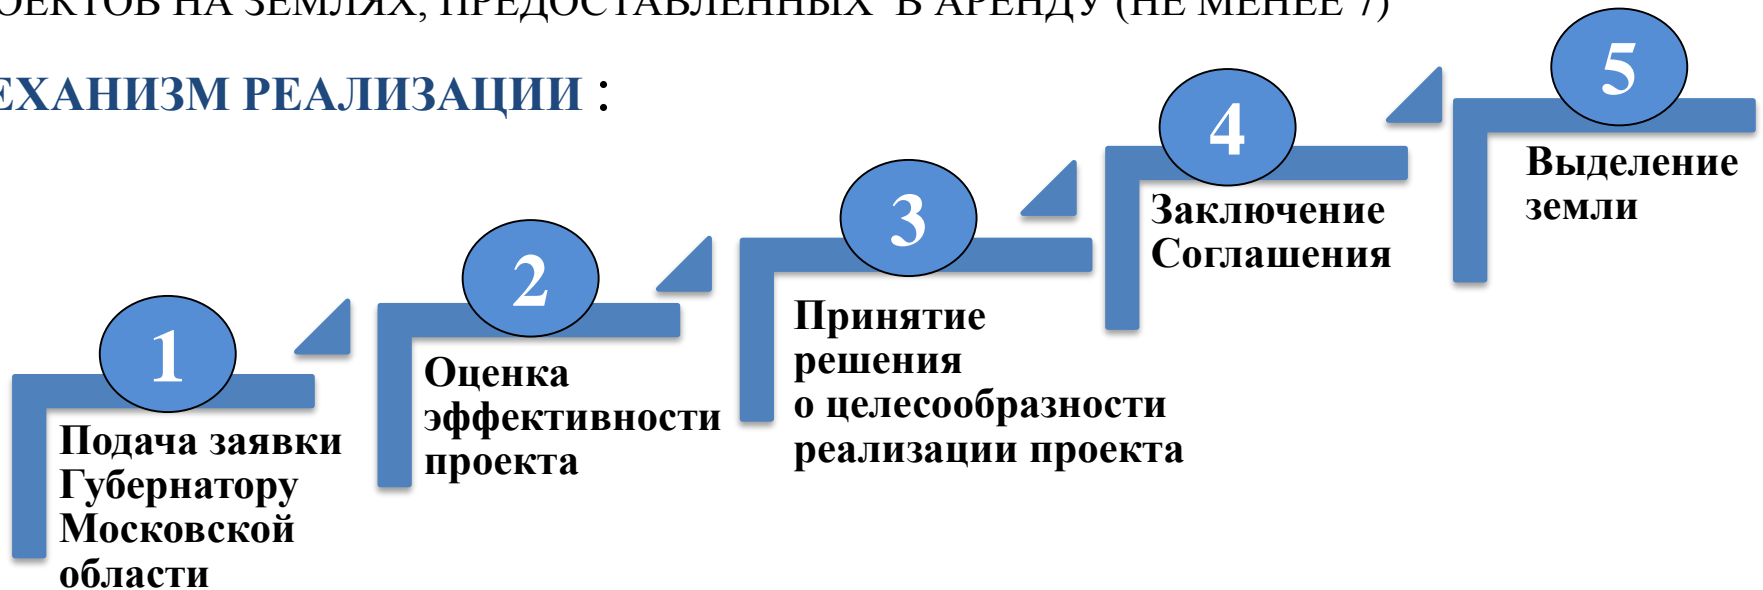 ОЕКТОВ НА ЗЕМЛЯХ, ПРЕДОСТАВЛЕННЫХ В АРЕНДУ (НЕ МЕНЕЕ 7)
ЕХАНИЗМ РЕАЛИЗАЦИИ :
1
Подача заявки
Губернатору
Московской
области
2
Оценка
эффективности
проекта
3
Принятие
решения
о целесообразности
реализации проекта
4
Заключение
Соглашения
5
Выделение
земли